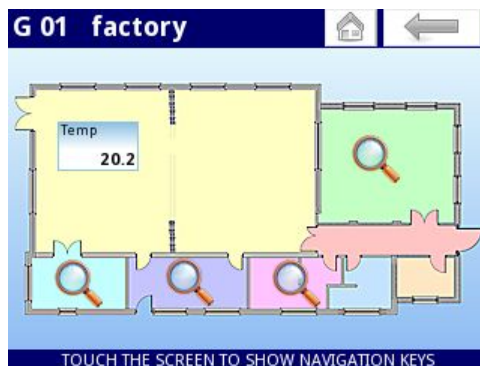 G 01 factory
Temp
20.2
TOUCH THE SCREEN TO SHOW NAVIGATION KEYS